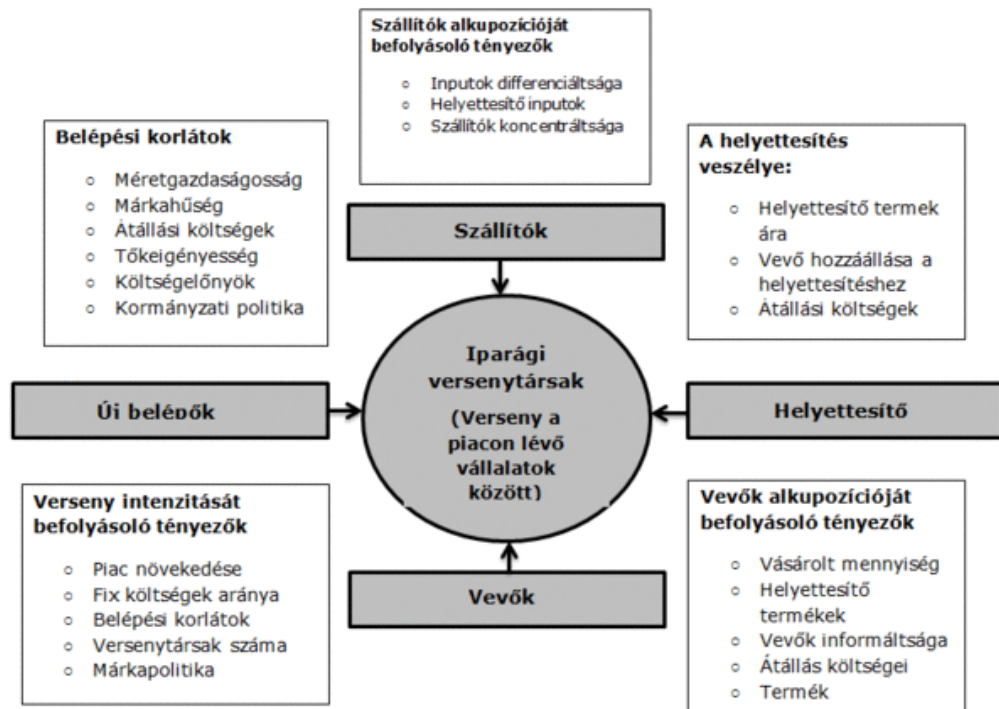 Szállítók alkupozícióját
befolyásoló tényezők
○ Inputok differenciáltsága
○ Helyettesítő inputok
○ Szállítók koncentráltsága
Belépési korlátok
○ Méretgazdaságosság
○ Márkahűség
○ Átállási költségek
○ Tőkeigényesség
○ Költségelőnyök
○ Kormányzati politika
A helyettesítés
veszélye:
○ Helyettesítő termek
ára
○ Vevő hozzáállása a
helyettesítéshez
○ Átállási költségek
Szállítók
Iparági
versenytársak
(Verseny a
piacon lévő
vállalatok
között)
Új belépők
Helyettesítő
Verseny intenzitását
befolyásoló tényezők
○ Piac növekedése
○ Fix költségek aránya
○ Belépési korlátok
○ Versenytársak száma
○ Márkapolitika
Vevők
Vevők alkupozícióját
befolyásoló tényezők
○ Vásárolt mennyiség
○ Helyettesítő
termékek
○ Vevők informáltsága
○ Átállás költségei
○ Termék